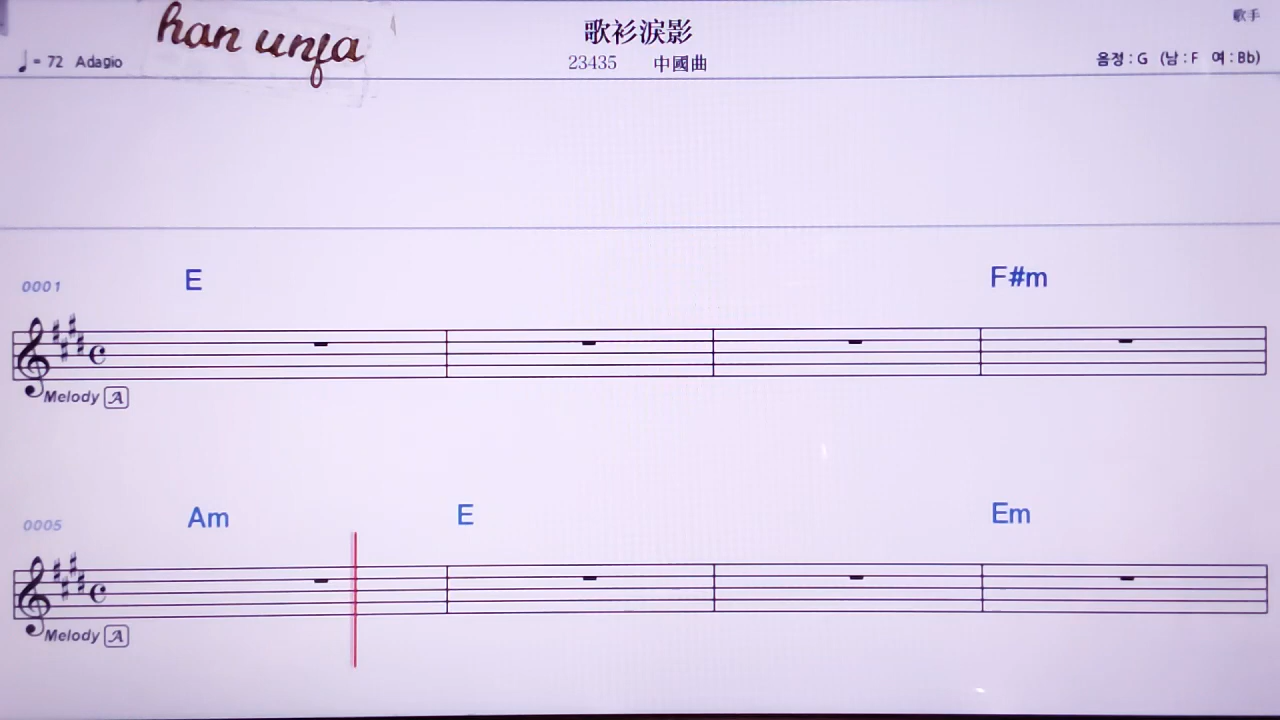 han unfa
歌衫淚影
歌手
♩= 72 Adagio
23435 中國曲
음정 : G (남 : F 여 : Bb)
0001 E F#m
Melody A
0005 Am E Em
Melody A